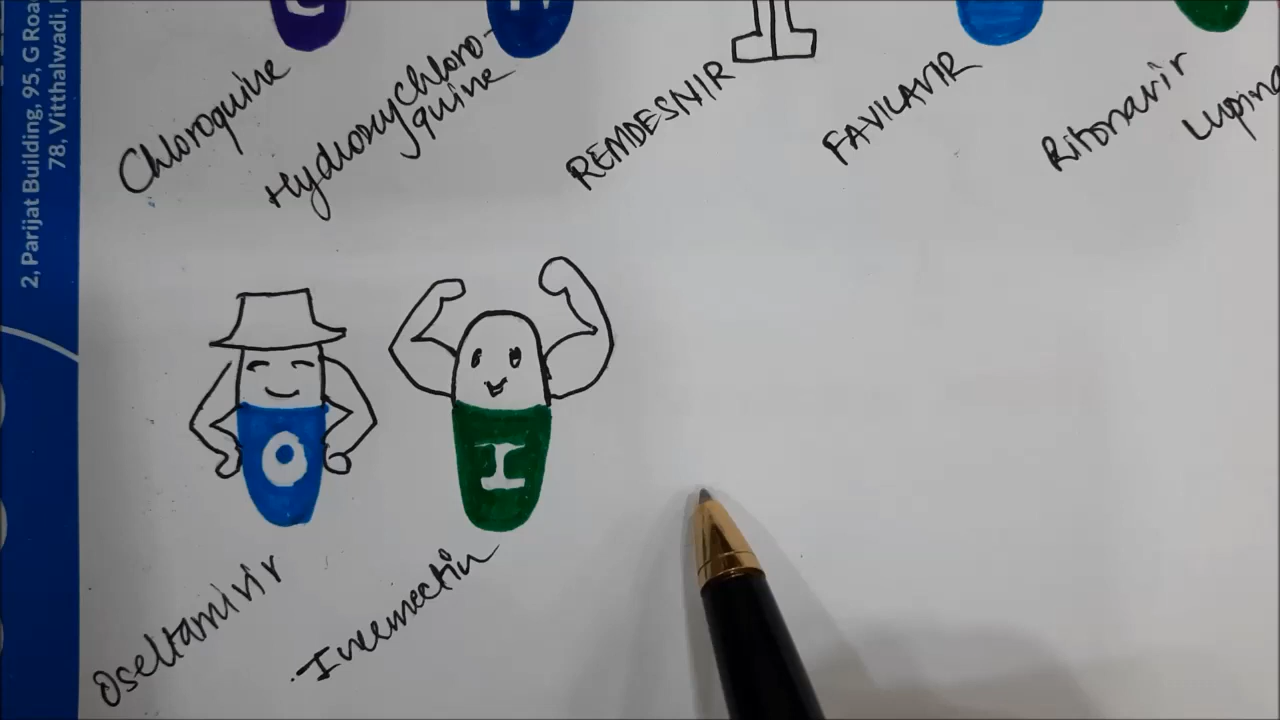 2, Parijat Building, 95, G Roa
78, Vitthalwadi,
Chloroquine
Hydroxychloro-
quine
REMDESNIR
FAVILAVIR
Ritonavir
Lupina
O
I
Oseltamivir
Ivermectin